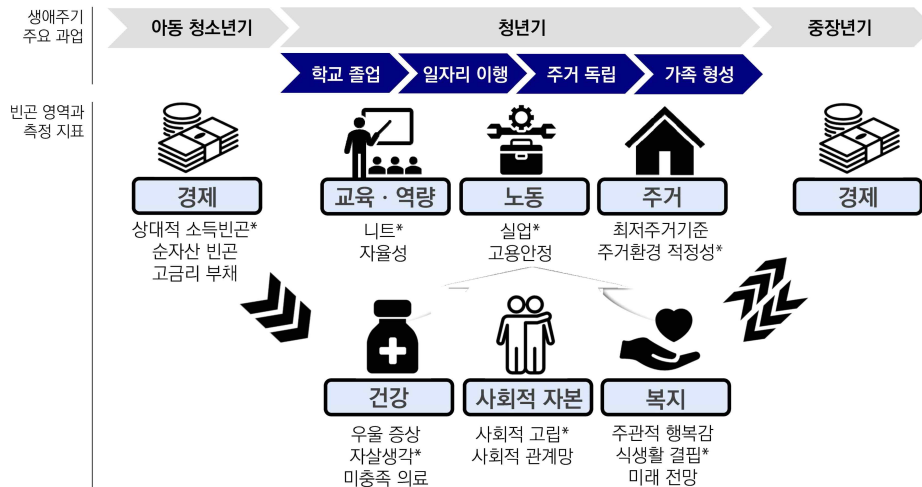 생애주기
주요 과업
아동 청소년기
청년기
중장년기
학교 졸업
일자리 이행
주거 독립
가족 형성
빈곤 영역과
측정 지표
경제
상대적 소득빈곤*
순자산 빈곤
고금리 부채
교육 · 역량
니트*
자율성
노동
실업*
고용안정
주거
최저주거기준
주거환경 적정성*
경제
건강
우울 증상
자살생각*
미충족 의료
사회적 자본
사회적 고립*
사회적 관계망
복지
주관적 행복감
식생활 결핍*
미래 전망